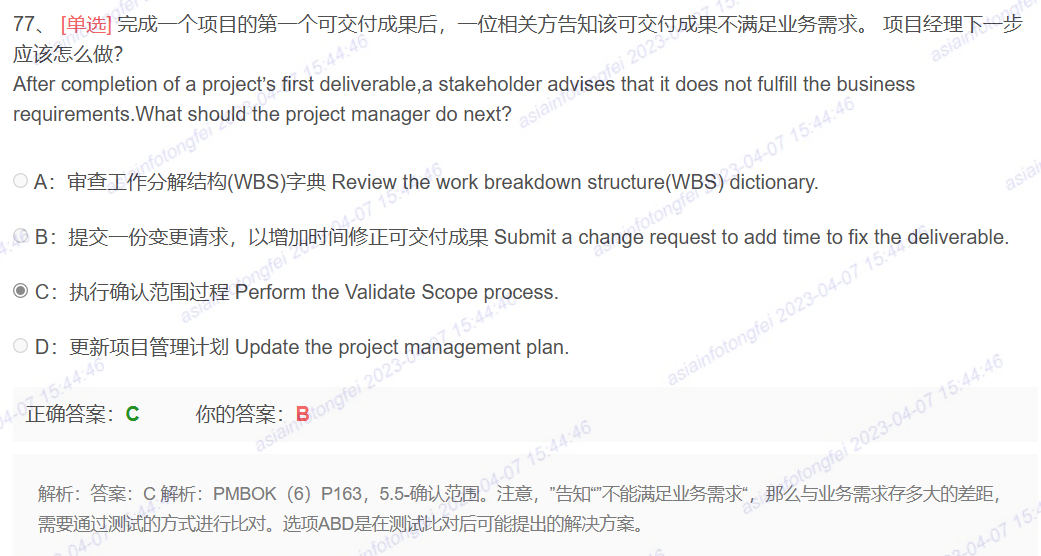 77、 [单选] 完成一个项目的第一个可交付成果后，一位相关方告知该可交付成果不满足业务需求。 项目经理下一步
应该怎么做?
After completion of a project’s first deliverable,a stakeholder advises that it does not fulfill the business
requirements.What should the project manager do next?
A：审查工作分解结构(WBS)字典 Review the work breakdown structure(WBS) dictionary.
B：提交一份变更请求，以增加时间修正可交付成果 Submit a change request to add time to fix the deliverable.
C：执行确认范围过程 Perform the Validate Scope process.
D：更新项目管理计划 Update the project management plan.
正确答案：C 你的答案：B
解析：答案：C 解析：PMBOK（6）P163，5.5-确认范围。注意，”告知“”不能满足业务需求“，那么与业务需求存多大的差距，
需要通过测试的方式进行比对。选项ABD是在测试比对后可能提出的解决方案。
asiainfotongfei 2023-04-07 15:44:46